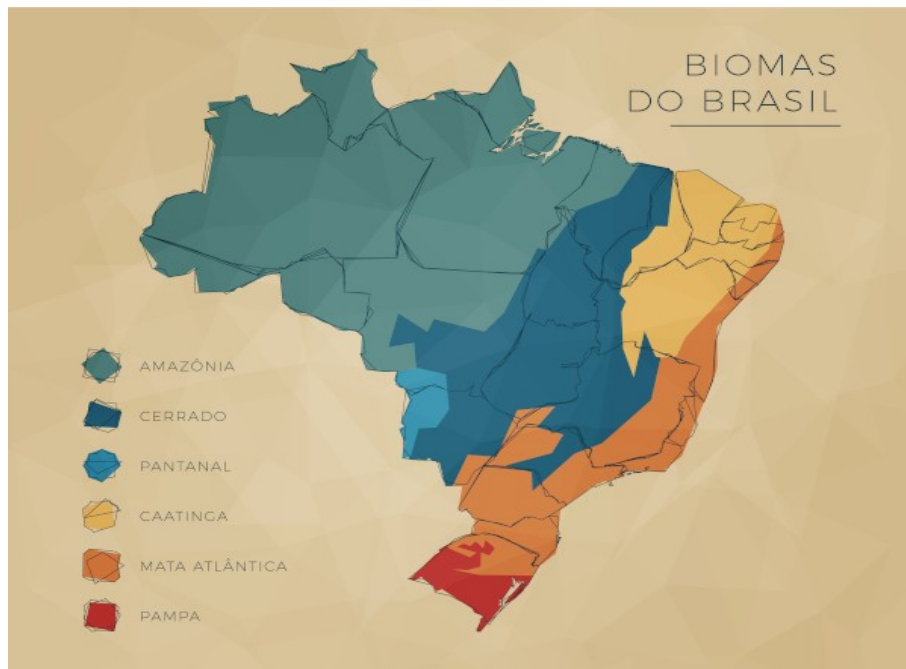 BIOMAS
DO BRASIL
AMAZÔNIA
CERRADO
PANTANAL
CAATINGA
MATA ATLÂNTICA
PAMPA